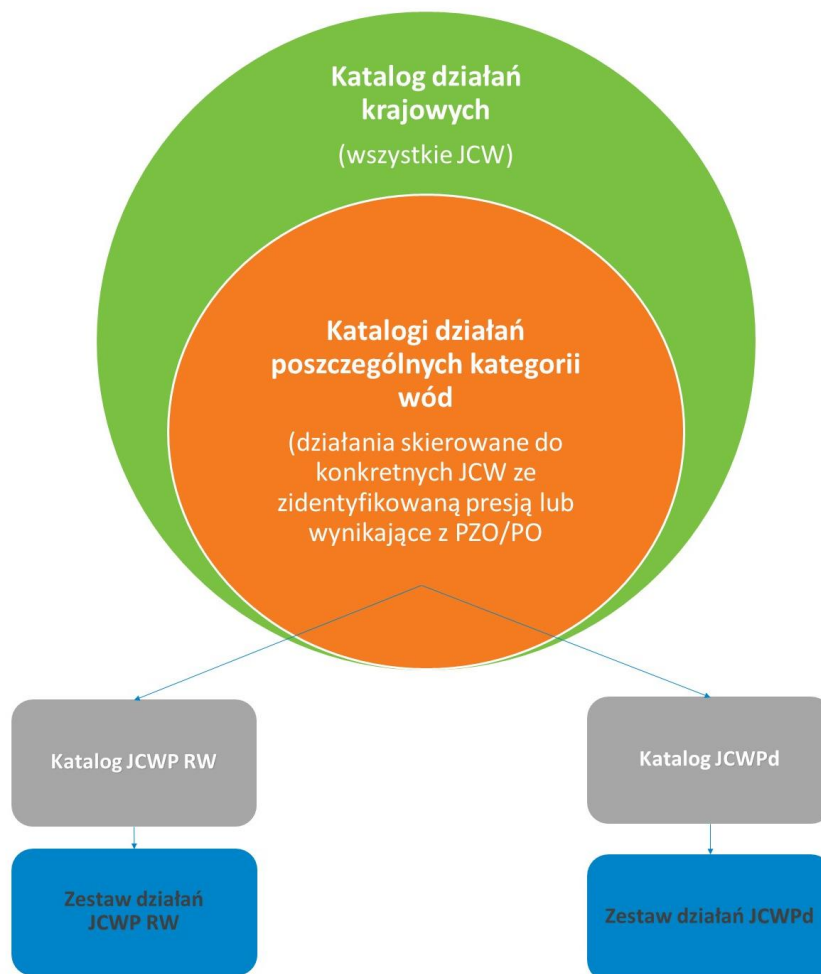 Katalog działań
krajowych
(wszystkie JCW)
Katalogi działań
poszczególnych kategorii
wód
(działania skierowane do
konkretnych JCW ze
zidentyfikowaną presją lub
wynikające z PZO/PO
Katalog JCWP RW
Katalog JCWPd
Zestaw działań
JCWP RW
Zestaw działań JCWPd